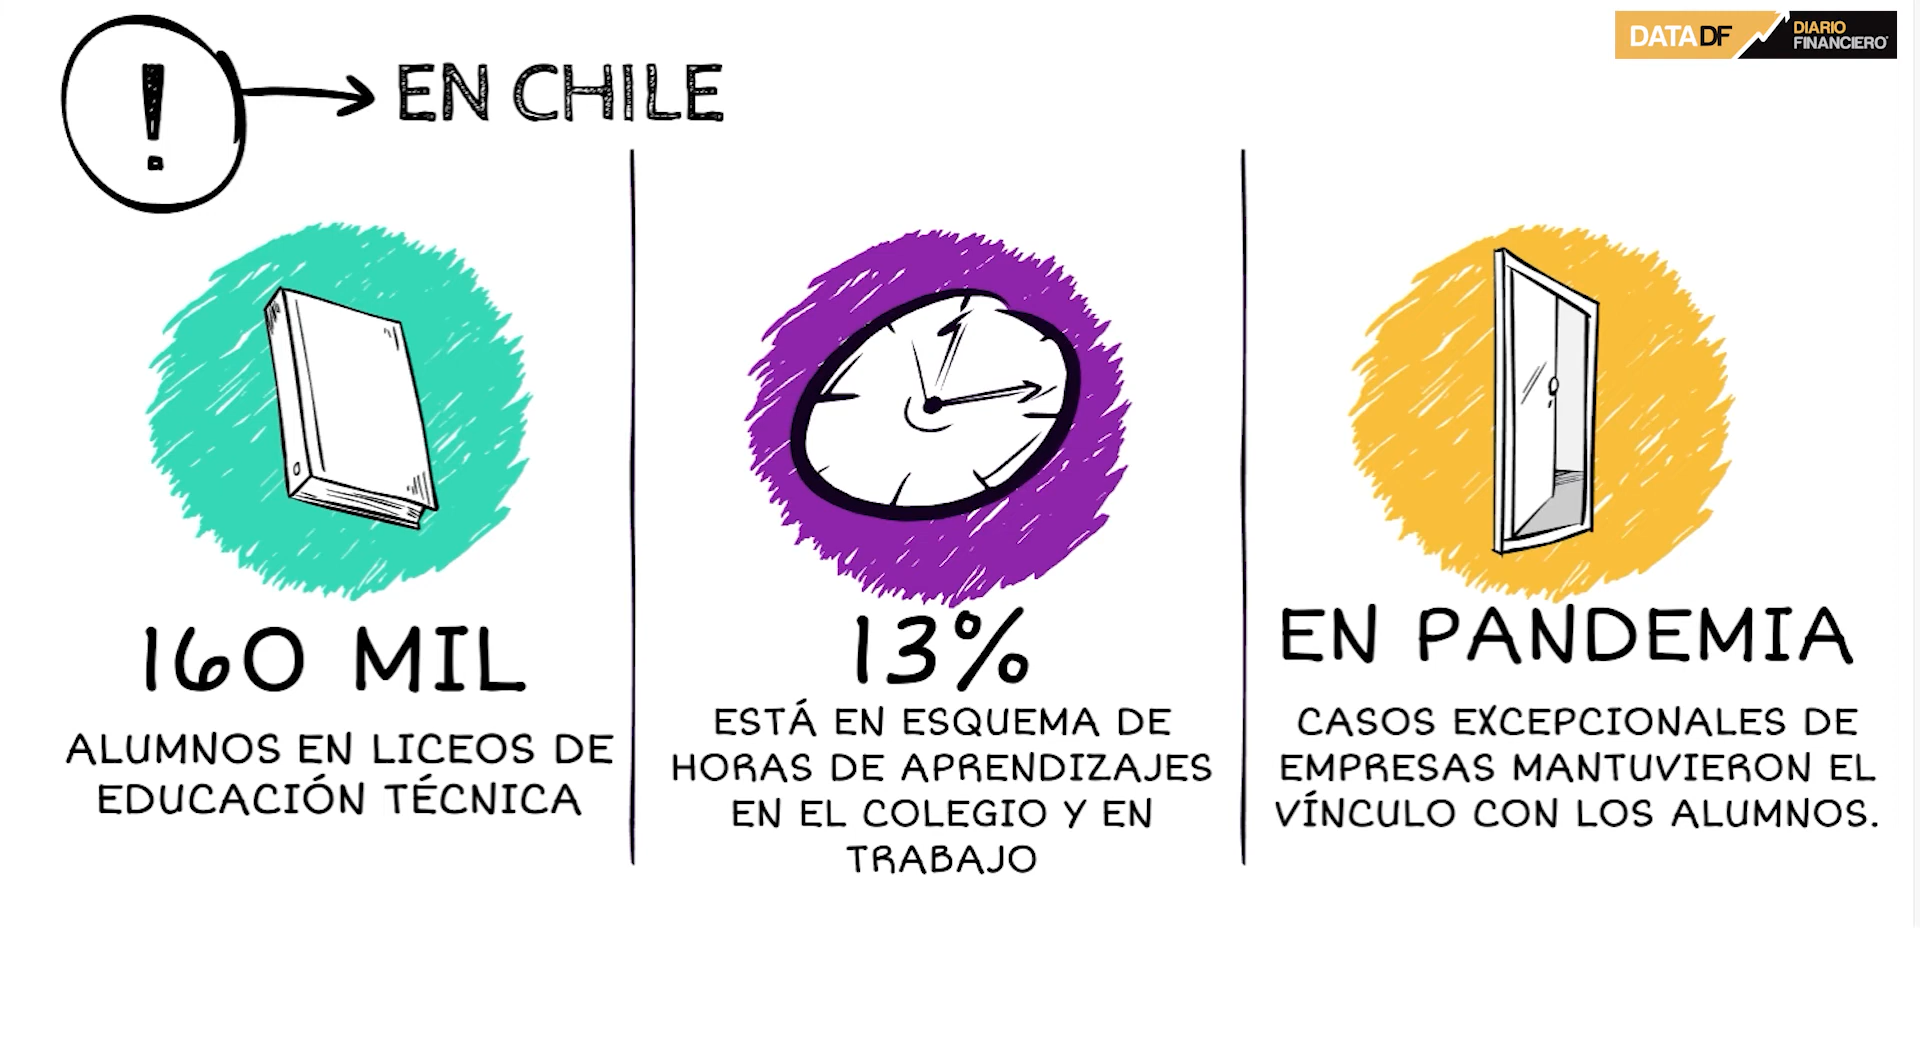 !
EN CHILE
DATA DF
DIARIO
FINANCIERO
160 MIL
ALUMNOS EN LICEOS DE
EDUCACIÓN TÉCNICA
13%
ESTÁ EN ESQUEMA DE
HORAS DE APRENDIZAJES
EN EL COLEGIO Y EN
TRABAJO
EN PANDEMIA
CASOS EXCEPCIONALES DE
EMPRESAS MANTUVIERON EL
VÍNCULO CON LOS ALUMNOS.